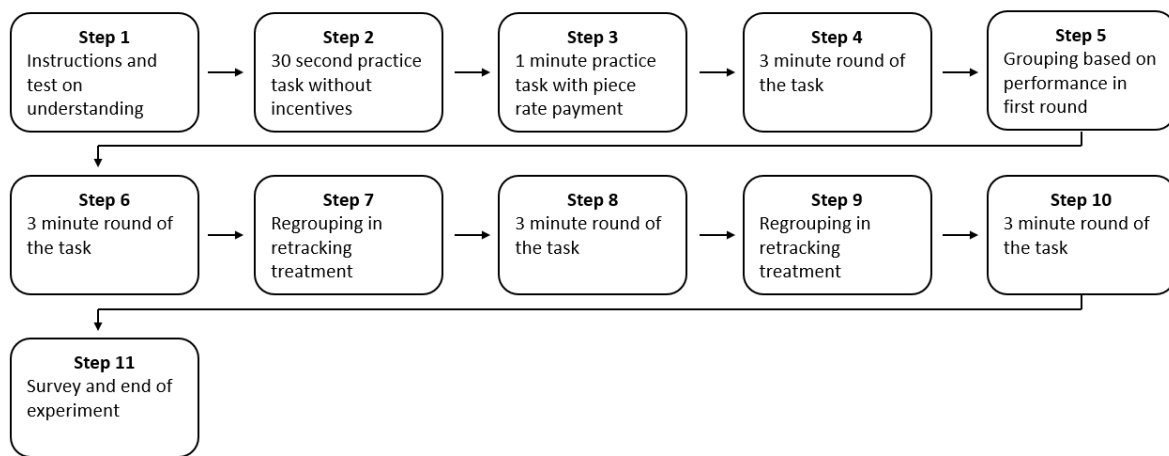 Step 1
Instructions and
test on
understanding
Step 2
30 second practice
task without
incentives
Step 3
1 minute practice
task with piece
rate payment
Step 4
3 minute round of
the task
Step 5
Grouping based on
performance in
first round
Step 6
3 minute round of
the task
Step 7
Regrouping in
retracking
treatment
Step 8
3 minute round of
the task
Step 9
Regrouping in
retracking
treatment
Step 10
3 minute round of
the task
Step 11
Survey and end of
experiment